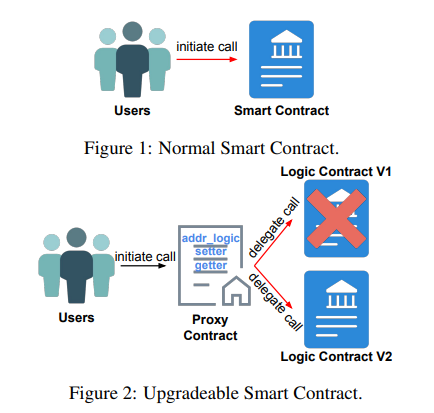 initiate call
Users
Smart Contract
Figure 1: Normal Smart Contract.
Logic Contract V1
addr_logic
setter
getter
delegate call
initiate call
delegate call
Users
Proxy
Contract
Logic Contract V2
Figure 2: Upgradeable Smart Contract.